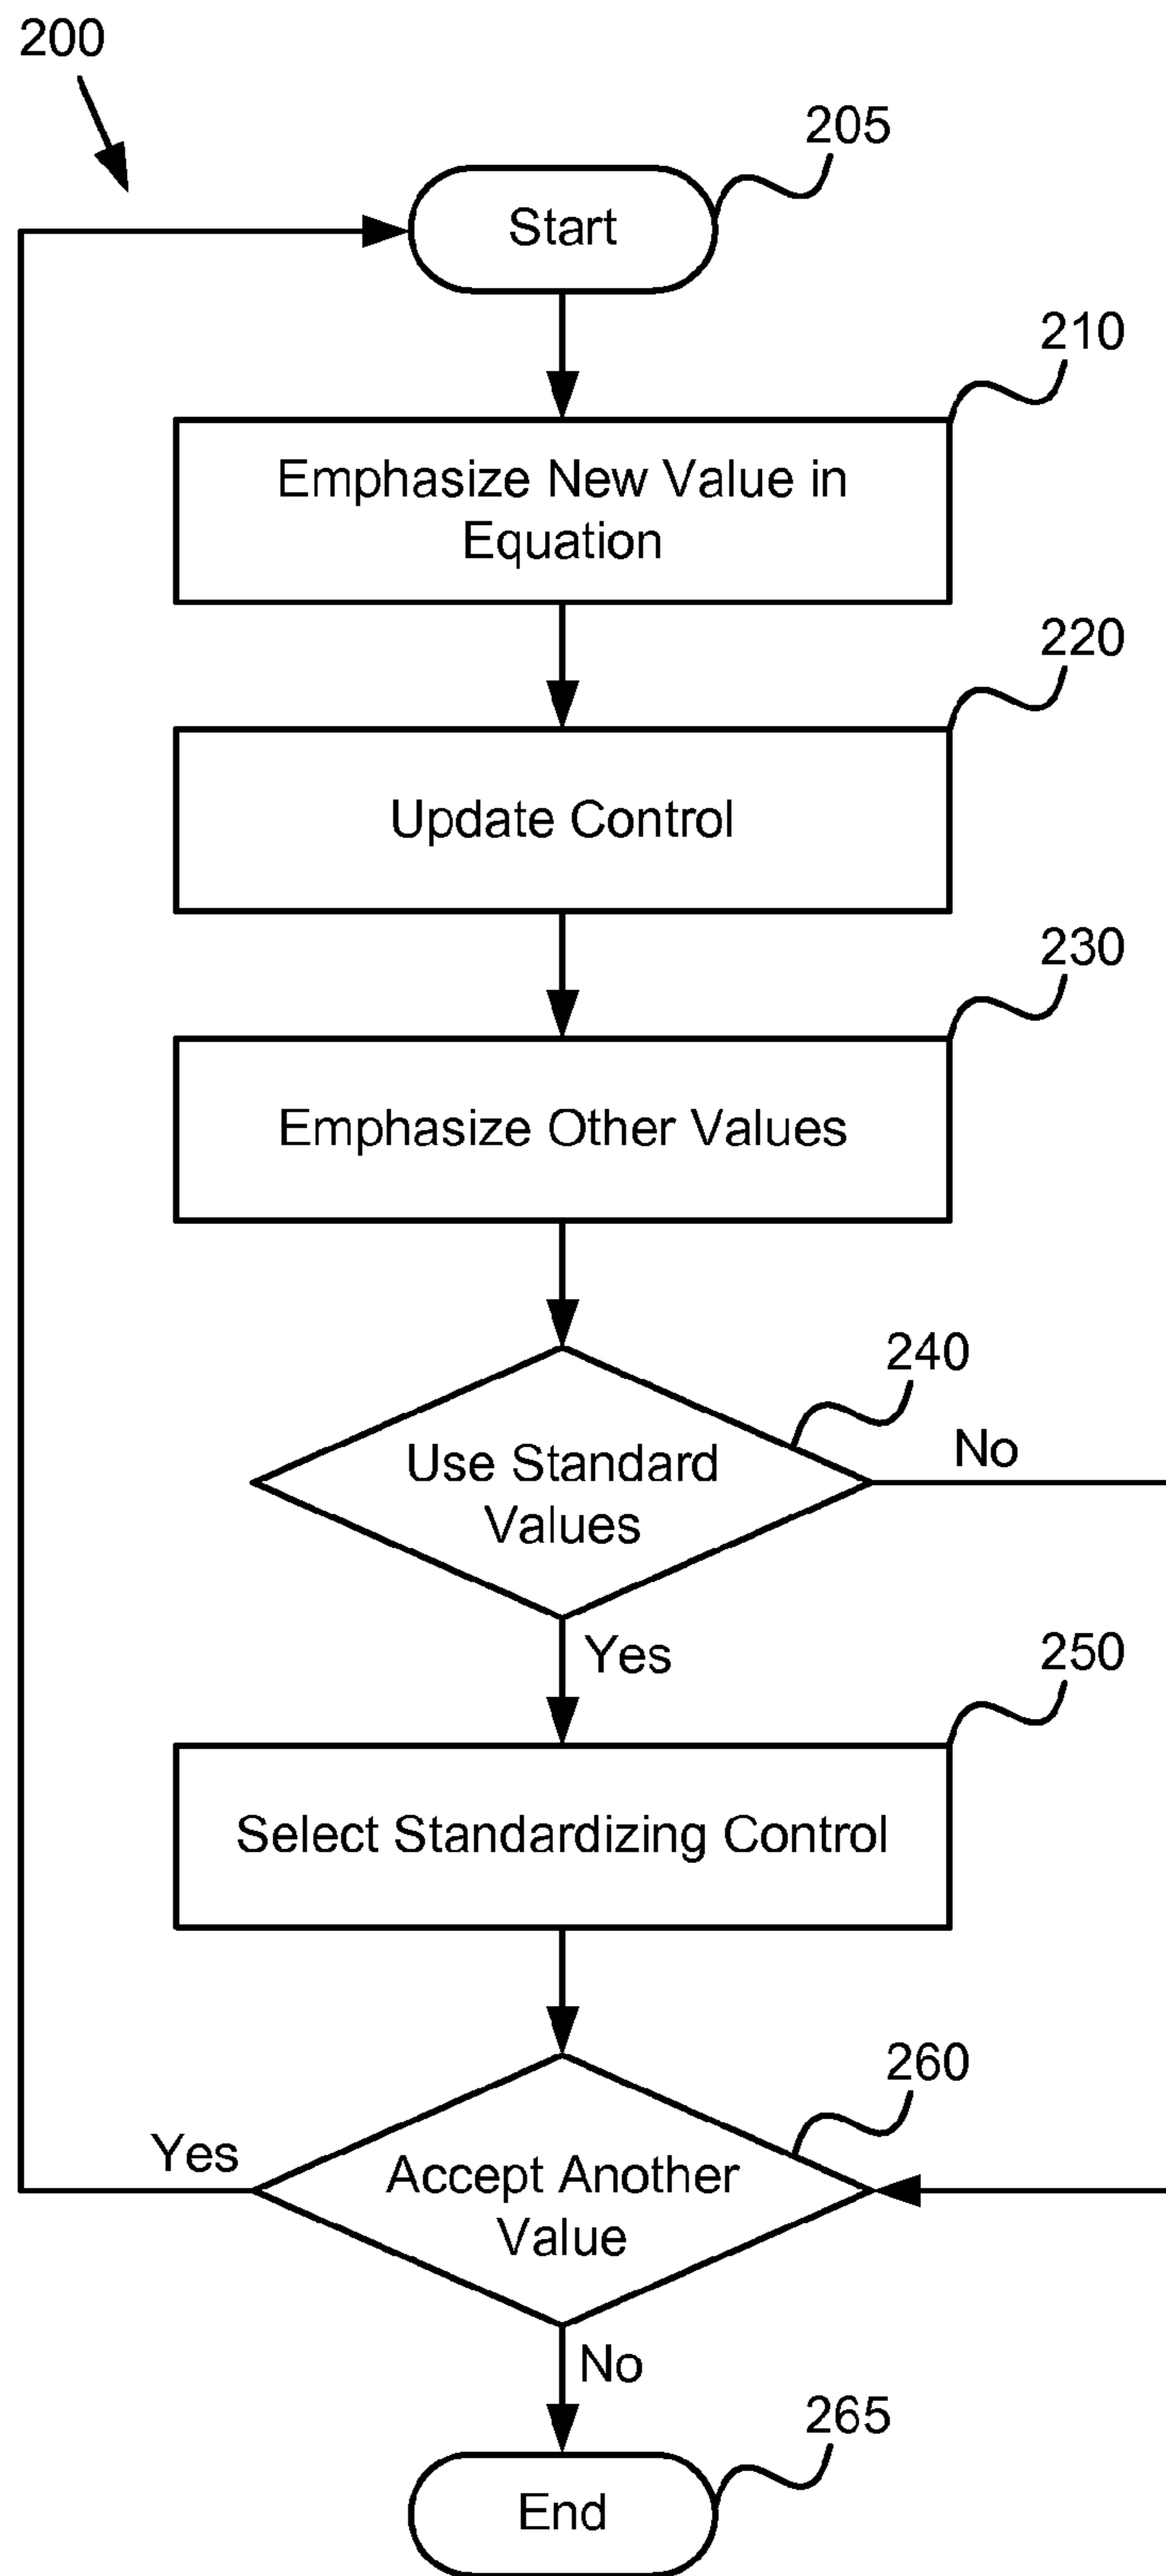 200
205
Start
210
Emphasize New Value in
Equation
220
Update Control
230
Emphasize Other Values
240
Use Standard
Values
No
Yes
250
Select Standardizing Control
260
Yes
Accept Another
Value
No
265
End